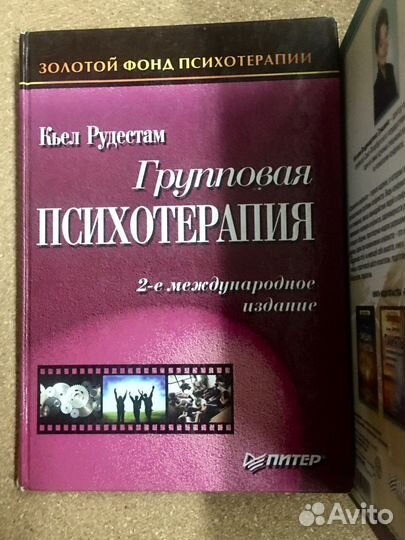 ЗОЛОТОЙ ФОНД ПСИХОТЕРАПИИ
Кьел Рудестам
Групповая
ПСИХОТЕРАПИЯ
2-е международное
издание
ПИТЕР
Avito